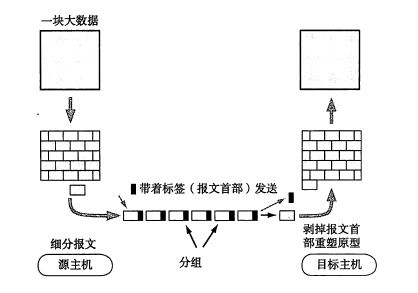 一块大数据
带着标签（报文首部）发送
细分报文
源主机
分组
剥掉报文首
部重塑原型
目标主机